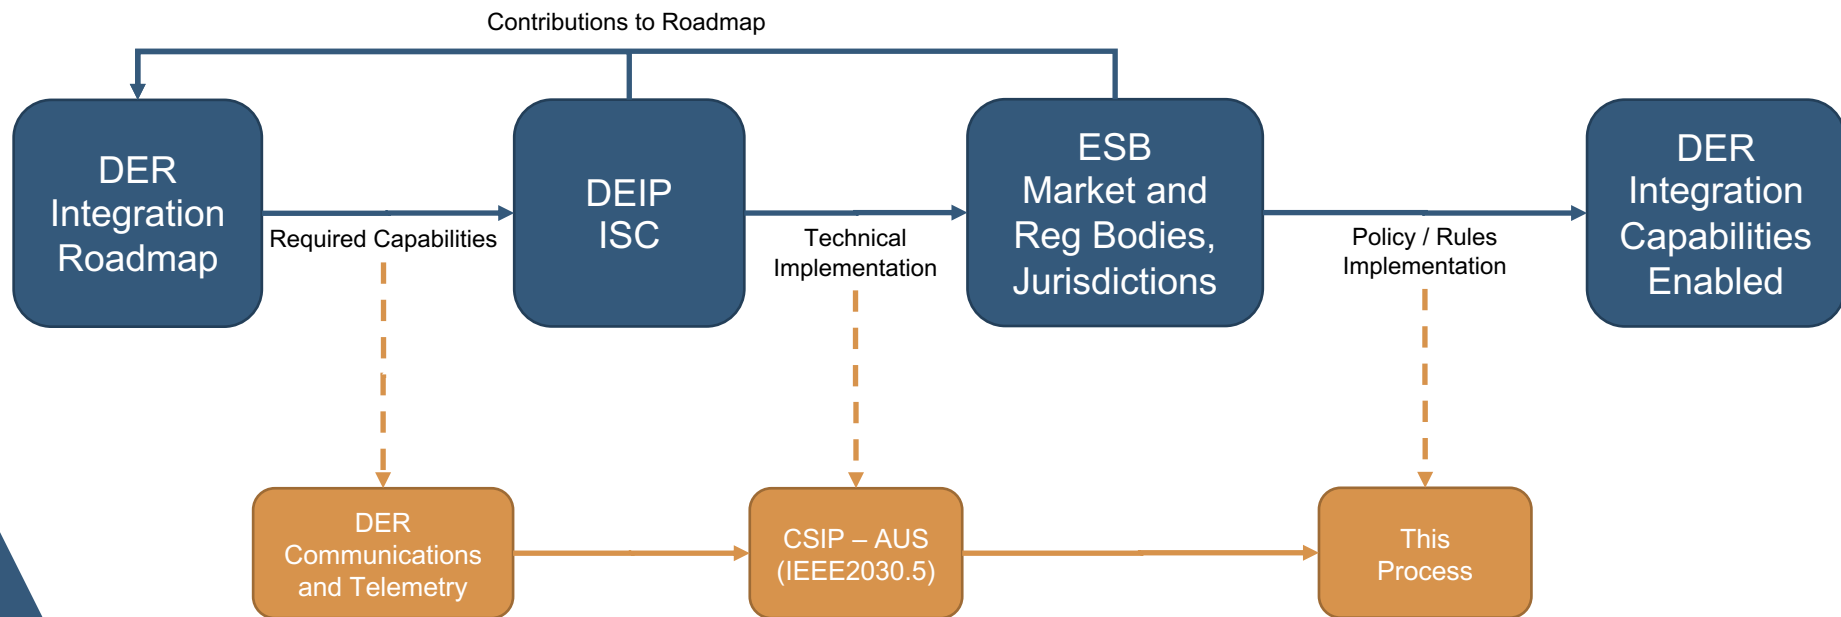 Contributions to Roadmap
DER
Integration
Roadmap
Required Capabilities
DEIP
ISC
Technical
Implementation
ESB
Market and
Reg Bodies,
Jurisdictions
Policy / Rules
Implementation
DER
Integration
Capabilities
Enabled
DER
Communications
and Telemetry
CSIP – AUS
(IEEE2030.5)
This
Process